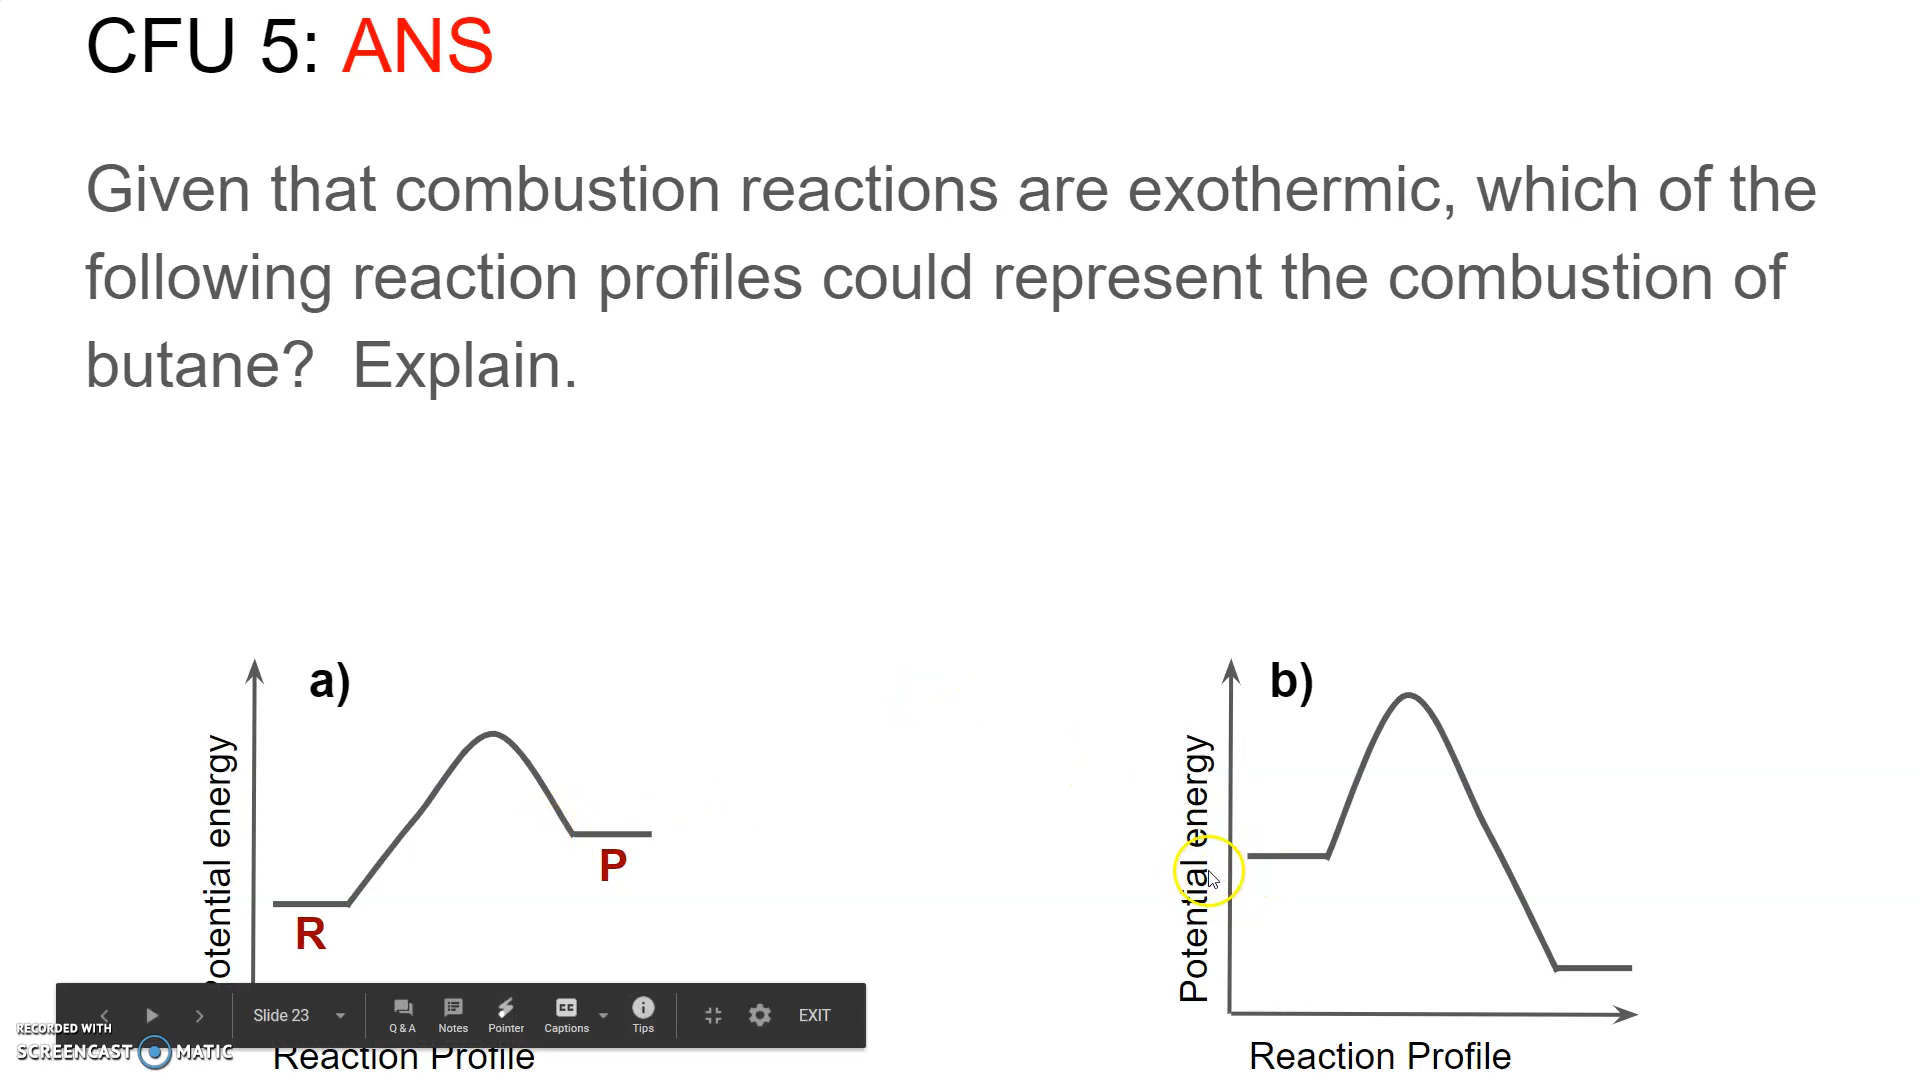 CFU 5: ANS
Given that combustion reactions are exothermic, which of the
following reaction profiles could represent the combustion of
butane?  Explain.
a)
Potential energy
R
P
Reaction Profile
b)
Potential energy
Reaction Profile
Slide 23
Q & A
Notes
Pointer
CC
Captions
Tips
EXIT
RECORDED WITH
SCREENCAST MATIC